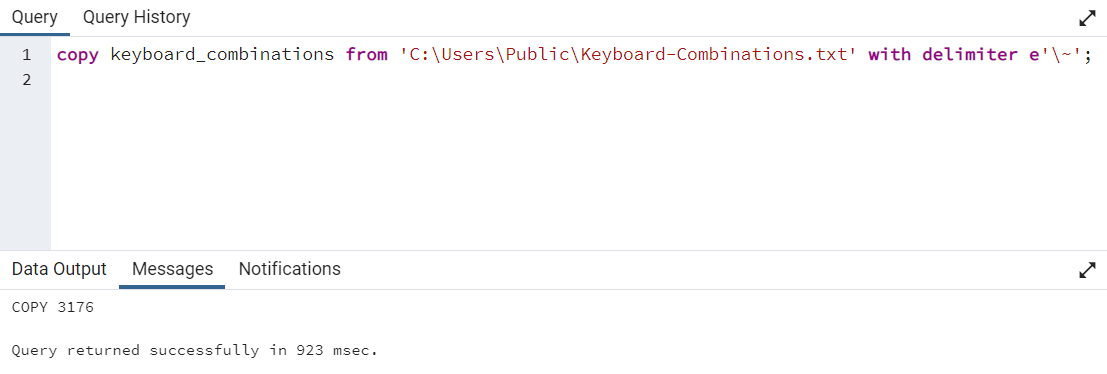 Query Query History
1 copy keyboard_combinations from 'C:\Users\Public\Keyboard-Combinations.txt' with delimiter e'\~';
2
Data Output Messages Notifications
COPY 3176
Query returned successfully in 923 msec.